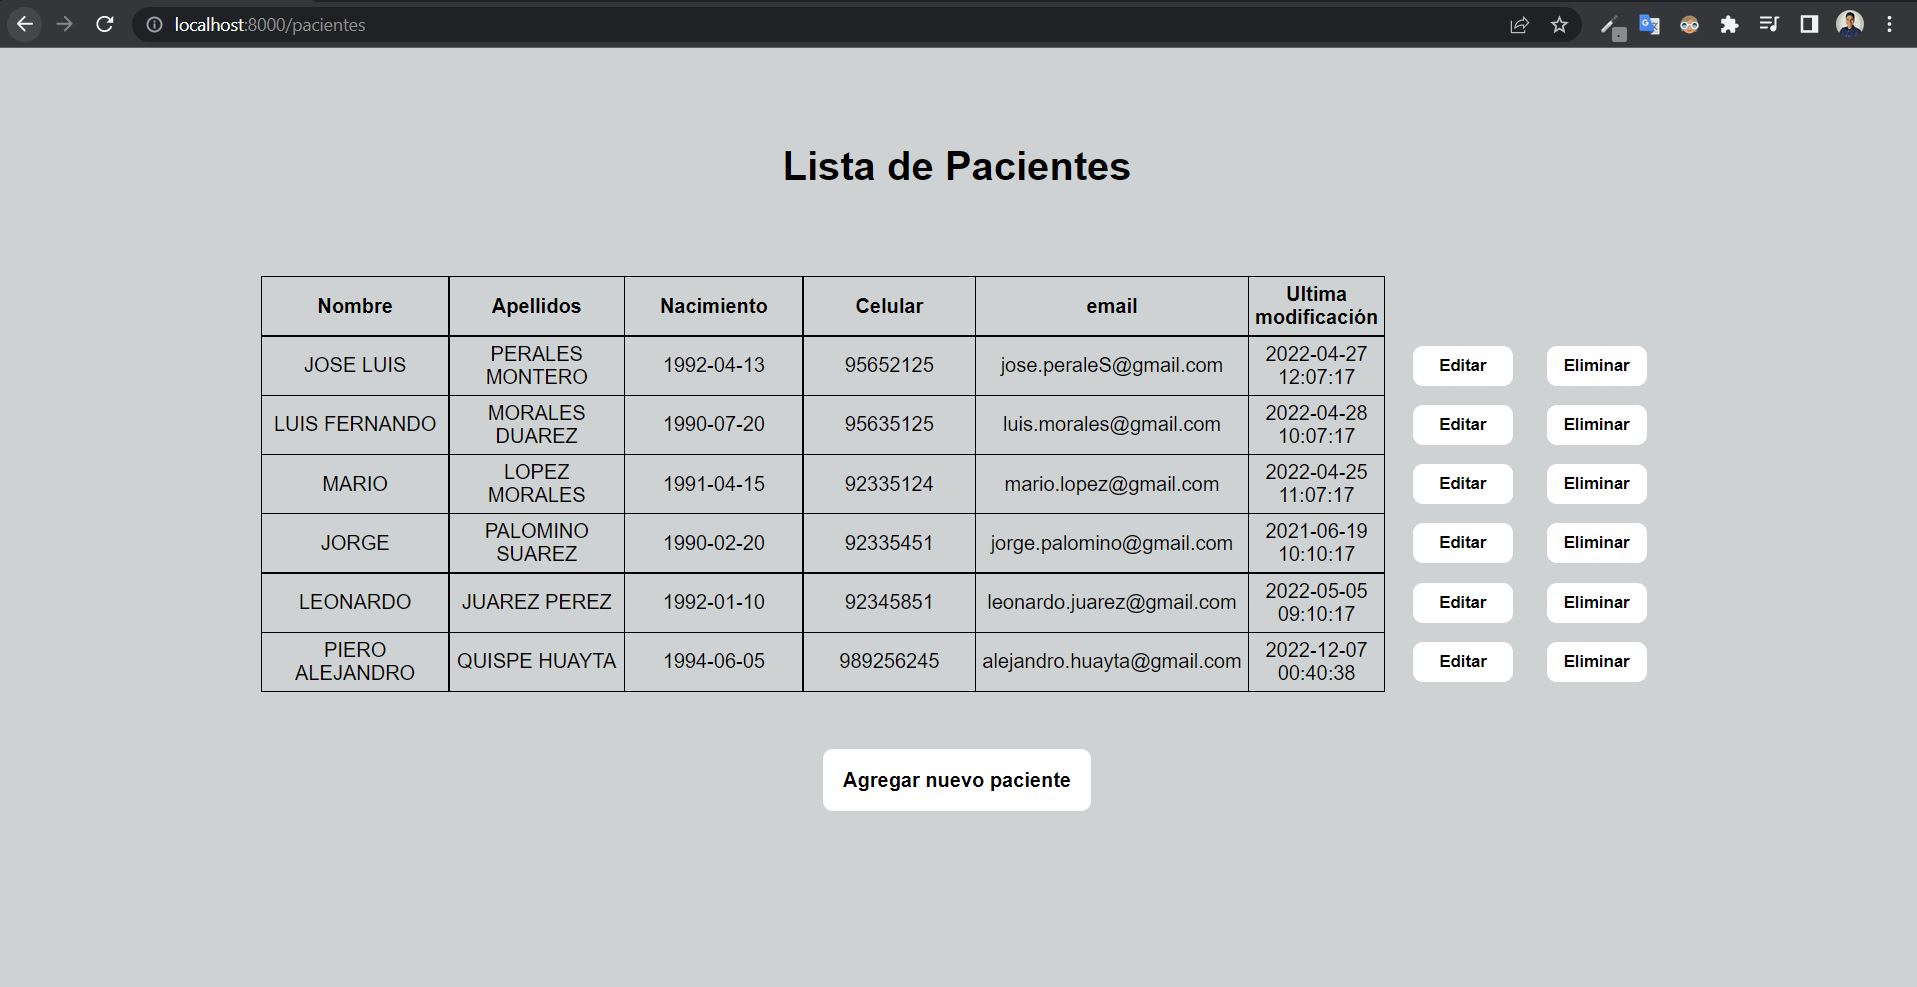 localhost:8000/pacientes
Lista de Pacientes
Nombre Apellidos Nacimiento Celular email Ultima modificación
JOSE LUIS PERALES MONTERO 1992-04-13 95652125 jose.peraleS@gmail.com 2022-04-27 12:07:17 Editar Eliminar
LUIS FERNANDO MORALES DUAREZ 1990-07-20 95635125 luis.morales@gmail.com 2022-04-28 10:07:17 Editar Eliminar
MARIO LOPEZ MORALES 1991-04-15 92335124 mario.lopez@gmail.com 2022-04-25 11:07:17 Editar Eliminar
JORGE PALOMINO SUAREZ 1990-02-20 92335451 jorge.palomino@gmail.com 2021-06-19 10:10:17 Editar Eliminar
LEONARDO JUAREZ PEREZ 1992-01-10 92345851 leonardo.juarez@gmail.com 2022-05-05 09:10:17 Editar Eliminar
PIERO ALEJANDRO QUISPE HUAYTA 1994-06-05 989256245 alejandro.huayta@gmail.com 2022-12-07 00:40:38 Editar Eliminar
Agregar nuevo paciente